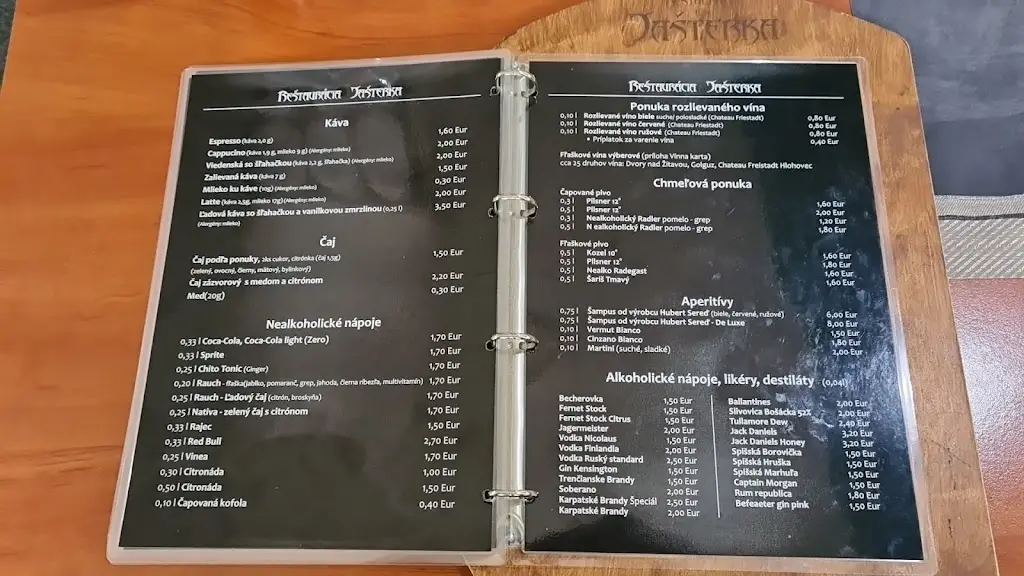 JAŠTERKA
Reštaurácia Jašterka
Káva
Espresso (káva 2,0 g) 1,60 Eur
Cappucino (káva 1,9 g, mlieko 9 g) (Alergény: mlieko) 2,00 Eur
Viedenská so šľahačkou (káva 2,2 g, šľahačka) (Alergény: mlieko) 2,00 Eur
Zalievaná káva (káva 7 g) 1,50 Eur
Mlieko ku káve (10g) (Alergény: mlieko) 0,30 Eur
Latte (káva 2,5g, mlieko 17g) (Alergény: mlieko) 2,00 Eur
Ľadová káva so šľahačkou a vanilkovou zmrzlinou (0,25 l) 3,50 Eur
(Alergény: mlieko)
Čaj
Čaj podľa ponuky, 2ks cukor, citrónka (čaj 1,5g) 1,50 Eur
(zelený, ovocný, čierny, mätový, bylinkový)
Čaj zázvorový s medom a citrónom 2,20 Eur
Med(20g) 0,30 Eur
Nealkoholické nápoje
0,33 l Coca-Cola, Coca-Cola light (Zero) 1,70 Eur
0,33 l Sprite 1,70 Eur
0,25 l Chito Tonic (Ginger) 1,70 Eur
0,20 l Rauch - fľaška(jablko, pomaranč, grep, jahoda, čierna ríbezľa, multivitamín) 1,70 Eur
0,25 l Rauch - Ľadový čaj (citrón, broskyňa) 1,70 Eur
0,25 l Nativa - zelený čaj s citrónom 1,70 Eur
0,33 l Rajec 1,50 Eur
0,33 l Red Bull 2,70 Eur
0,25 l Vinea 1,70 Eur
0,30 l Citronáda 1,00 Eur
0,50 l Citronáda 1,50 Eur
0,10 l Čapovaná kofola 0,40 Eur
Reštaurácia Jašterka
Ponuka rozlievaného vína
0,10 l Rozlievané víno biele suché/ polosladké (Chateau Friestadt) 0,80 Eur
0,10 l Rozlievané víno červené (Chateau Friestadt) 0,80 Eur
0,10 l Rozlievané víno ružové (Chateau Friestadt) 0,80 Eur
* Príplatok za varenie vína 0,40 Eur
Fľaškové vína výberové (príloha Vínna karta)
cca 25 druhov vína: Dvory nad Žitavou, Golguz, Chateau Freistadt Hlohovec
Chmeľová ponuka
Čapované pivo
0,3 l Pilsner 12° 1,60 Eur
0,5 l Pilsner 12° 2,00 Eur
0,3 l Nealkoholický Radler pomelo - grep 1,20 Eur
0,5 l N ealkoholický Radler pomelo - grep 1,80 Eur
Fľaškové pivo
0,5 l Kozel 10° 1,60 Eur
0,5 l Pilsner 12° 1,80 Eur
0,5 l Nealko Radegast 1,60 Eur
0,5 l Šariš Tmavý 1,60 Eur
Aperitívy
0,75 l Šampus od výrobcu Hubert Sereď (biele, červené, ružové) 6,00 Eur
0,75 l Šampus od výrobcu Hubert Sereď - De Luxe 8,00 Eur
0,10 l Vermut Blanco 1,50 Eur
0,10 l Cinzano Blanco 1,80 Eur
0,10 l Martini (suché, sladké) 2,00 Eur
Alkoholické nápoje, likéry, destiláty (0,04l)
Becherovka 1,50 Eur
Fernet Stock 1,50 Eur
Fernet Stock Citrus 1,50 Eur
Jagermeister 2,00 Eur
Vodka Nicolaus 1,50 Eur
Vodka Finlandia 2,00 Eur
Vodka Ruský standard 2,50 Eur
Gin Kensington 1,50 Eur
Trenčianske Brandy 1,50 Eur
Soberano 2,00 Eur
Karpatské Brandy Špeciál 2,50 Eur
Karpatské Brandy 2,00 Eur
Ballantines 2,00 Eur
Slivovica Bošácka 52% 2,00 Eur
Tullamore Dew 2,40 Eur
Jack Daniels 3,20 Eur
Jack Daniels Honey 3,20 Eur
Spišská Borovička 1,50 Eur
Spišská Hruška 1,50 Eur
Spišská Marhuľa 1,50 Eur
Captain Morgan 1,50 Eur
Rum republica 1,80 Eur
Befeaeter gin pink 1,50 Eur